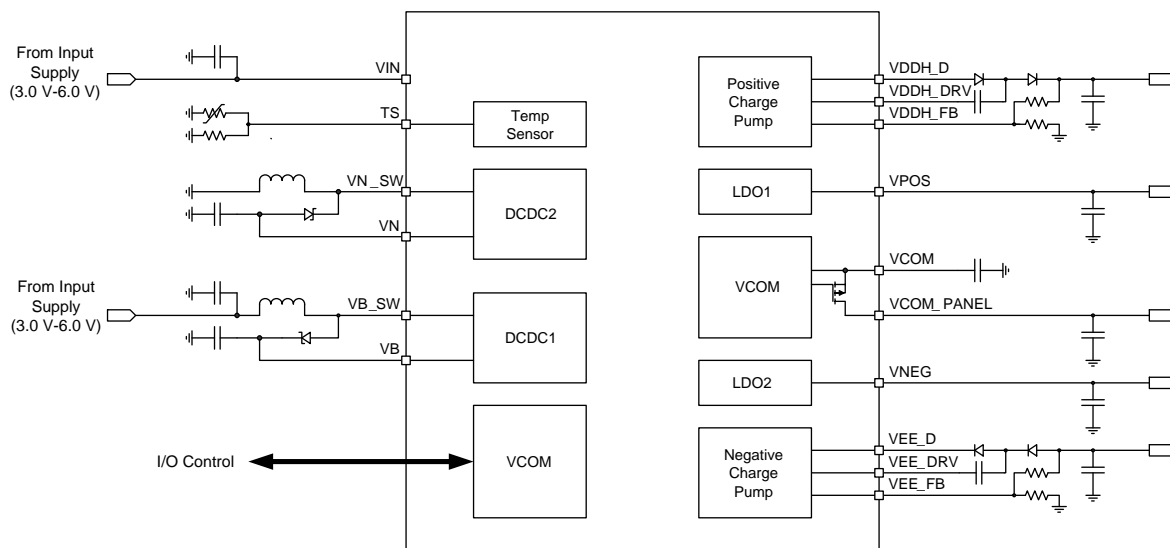 From Input
Supply
(3.0 V-6.0 V)
VIN
TS
Temp
Sensor
VN_SW
VN
DCDC2
From Input
Supply
(3.0 V-6.0 V)
VB_SW
VB
DCDC1
I/O Control
VCOM
Positive
Charge
Pump
VDDH_D
VDDH_DRV
VDDH_FB
LDO1
VPOS
VCOM
VCOM
VCOM_PANEL
LDO2
VNEG
Negative
Charge
Pump
VEE_D
VEE_DRV
VEE_FB